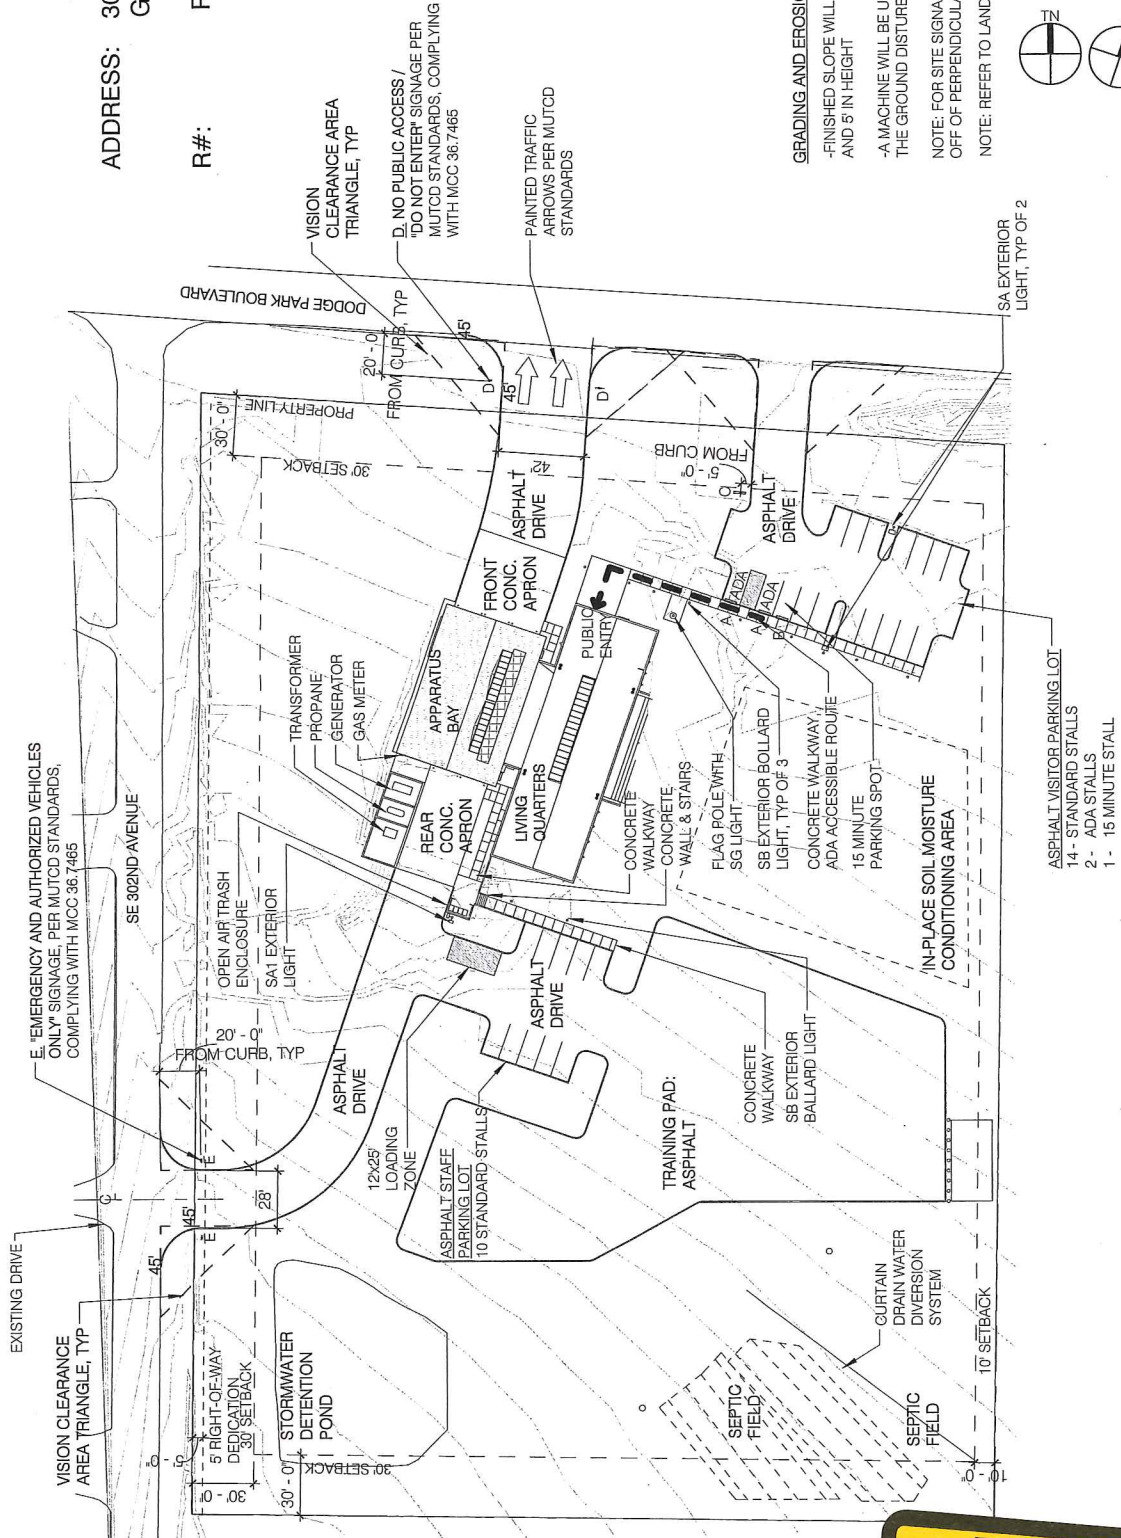 ADDRESS: 30
G
R#:
VISION
CLEARANCE AREA
TRIANGLE, TYP
D. NO PUBLIC ACCESS /
"DO NOT ENTER" SIGNAGE PER
MUTCD STANDARDS, COMPLYING
WITH MCC 36.7465
PAINTED TRAFFIC
ARROWS PER MUTCD
STANDARDS
GRADING AND EROSIO
-FINISHED SLOPE WILL
AND 5' IN HEIGHT
-A MACHINE WILL BE U
THE GROUND DISTURE
NOTE: FOR SITE SIGNA
OFF OF PERPENDICULA
NOTE: REFER TO LAND
TN
SA EXTERIOR
LIGHT, TYP OF 2
DODGE PARK BOULEVARD
20' - 0"
FROM CURB, TYP
45'
D
45'
D
PROPERTY LINE
30' - 0"
30' SETBACK
42'
FROM CURB
5' - 0"
ASPHALT
DRIVE
ASPHALT
DRIVE
FRONT
CONC.
APRON
PUBLIC
ENTRY
ADA
ADA
A
A
B
TRANSFORMER
PROPANE
GENERATOR
GAS METER
APPARATUS
BAY
REAR
CONC.
APRON
LIVING
QUARTERS
E. "EMERGENCY AND AUTHORIZED VEHICLES
ONLY" SIGNAGE, PER MUTCD STANDARDS,
COMPLYING WITH MCC 36.7465
SE 302ND AVENUE
OPEN AIR TRASH
ENCLOSURE
SA1 EXTERIOR
LIGHT
20' - 0"
FROM CURB, TYP
CONCRETE
WALKWAY
CONCRETE
WALL & STAIRS
FLAG POLE WITH
SG LIGHT
SB EXTERIOR BOLLARD
LIGHT, TYP OF 3
CONCRETE WALKWAY,
ADA ACCESSIBLE ROUTE
15 MINUTE
PARKING SPOT
IN-PLACE SOIL MOISTURE
CONDITIONING AREA
ASPHALT VISITOR PARKING LOT
14 - STANDARD STALLS
2 - ADA STALLS
1 - 15 MINUTE STALL
ASPHALT
DRIVE
ASPHALT
DRIVE
12x25'
LOADING
ZONE
ASPHALT STAFF
PARKING LOT
10 STANDARD STALLS
CONCRETE
WALKWAY
SB EXTERIOR
BALLARD LIGHT
TRAINING PAD:
ASPHALT
EXISTING DRIVE
CL
E
E
28'
45'
45'
VISION CLEARANCE
AREA TRIANGLE, TYP
5' RIGHT-OF-WAY
DEDICATION
30' SETBACK
5' - 0"
30' - 0"
30' - 0"
30' SETBACK
STORMWATER
DETENTION
POND
SEPTIC
FIELD
CURTAIN
DRAIN WATER
DIVERSION
SYSTEM
SEPTIC
FIELD
10' SETBACK
10' - 0"